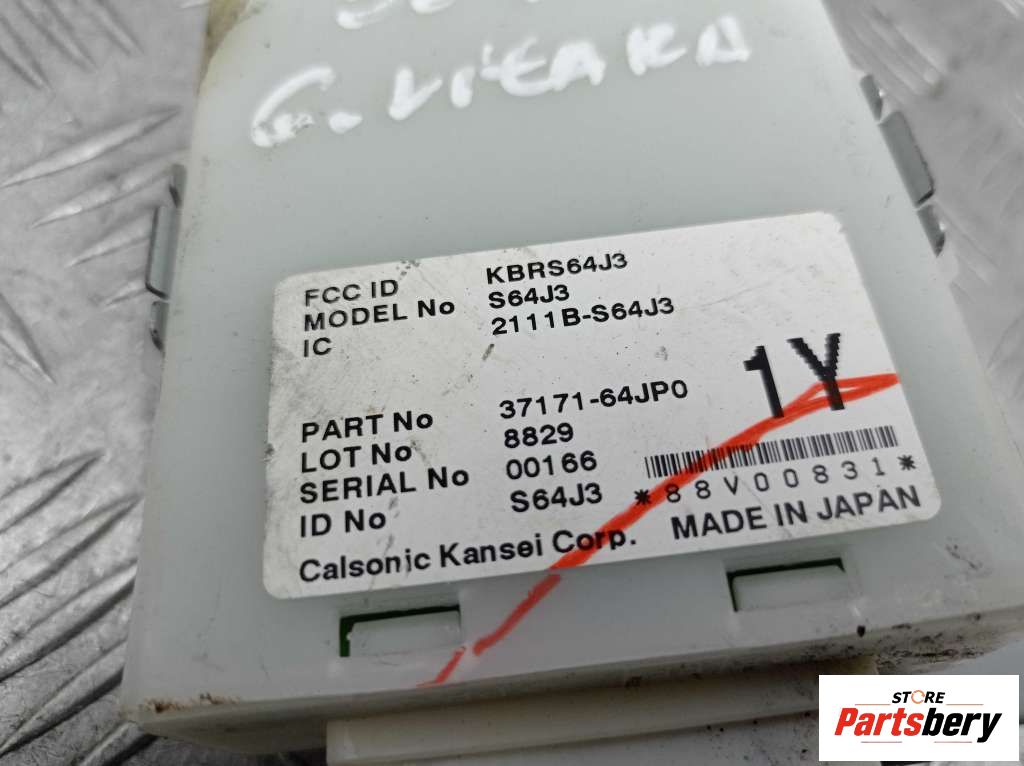 G. VITARA
FCC ID KBRS64J3
MODEL No S64J3
IC 2111B-S64J3
1Y
PART No 37171-64JP0
LOT No 8829
SERIAL No 00166
ID No S64J3
*88V00831*
Calsonic Kansei Corp. MADE IN JAPAN
STORE
Partsbery